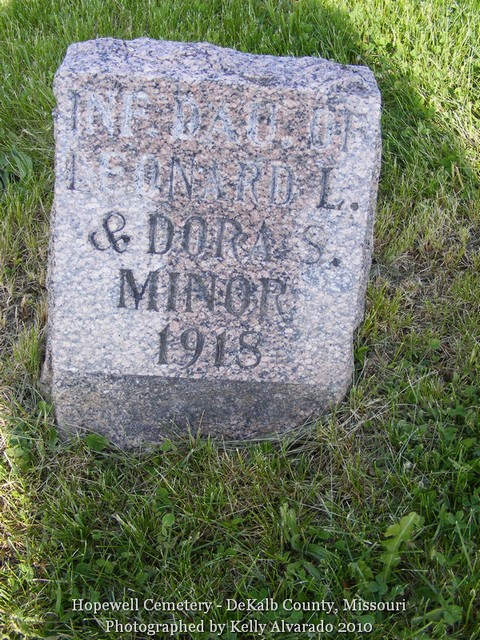 INF. DAU. OF
LEONARD L.
& DORA S.
MINOR
1918
Hopewell Cemetery - DeKalb County, Missouri
Photographed by Kelly Alvarado 2010